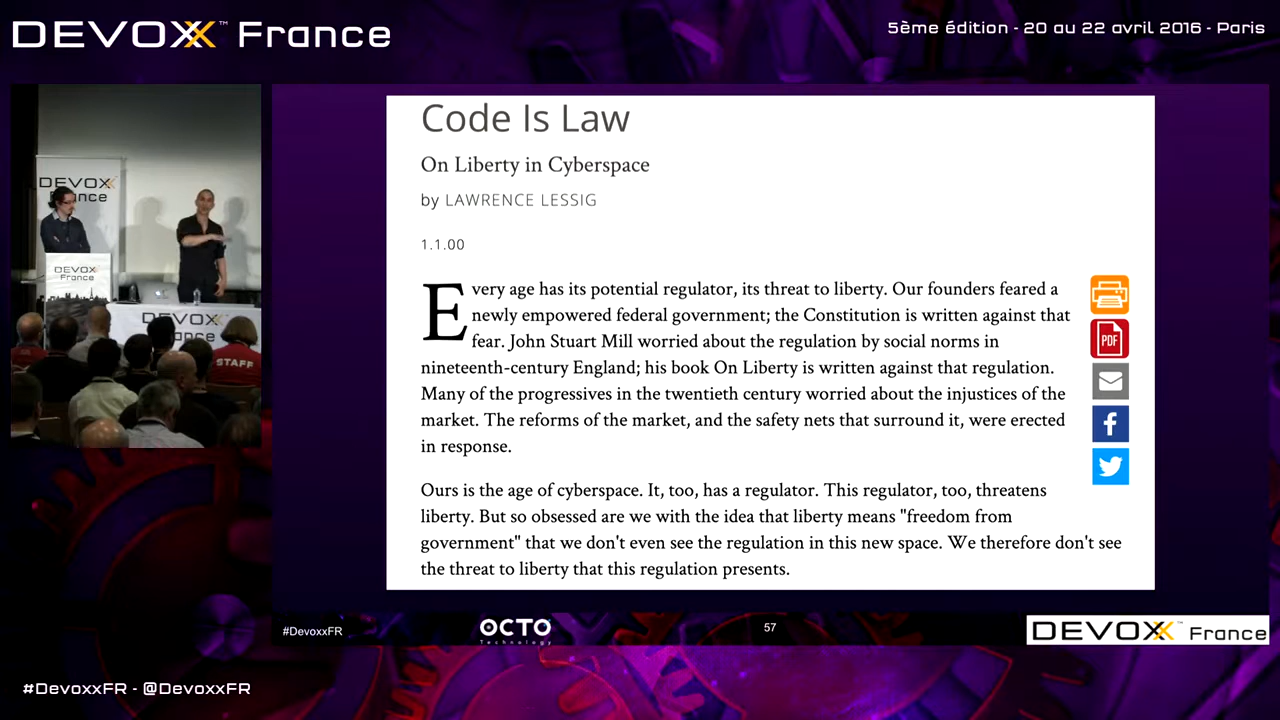 DEVOXX™ France
5ème édition - 20 au 22 avril 2016 - Paris
DEVOXX
France
DEVOXX
France
DEVOXX
France
STAFF
Code Is Law
On Liberty in Cyberspace
by LAWRENCE LESSIG
1.1.00
Every age has its potential regulator, its threat to liberty. Our founders feared a
newly empowered federal government; the Constitution is written against that
fear. John Stuart Mill worried about the regulation by social norms in
nineteenth-century England; his book On Liberty is written against that regulation.
Many of the progressives in the twentieth century worried about the injustices of the
market. The reforms of the market, and the safety nets that surround it, were erected
in response.
PDF
Ours is the age of cyberspace. It, too, has a regulator. This regulator, too, threatens
liberty. But so obsessed are we with the idea that liberty means "freedom from
government" that we don't even see the regulation in this new space. We therefore don't see
the threat to liberty that this regulation presents.
#DevoxxFR
OCTO
Technology
57
DEVOXX™ France
#DevoxxFR - @DevoxxFR